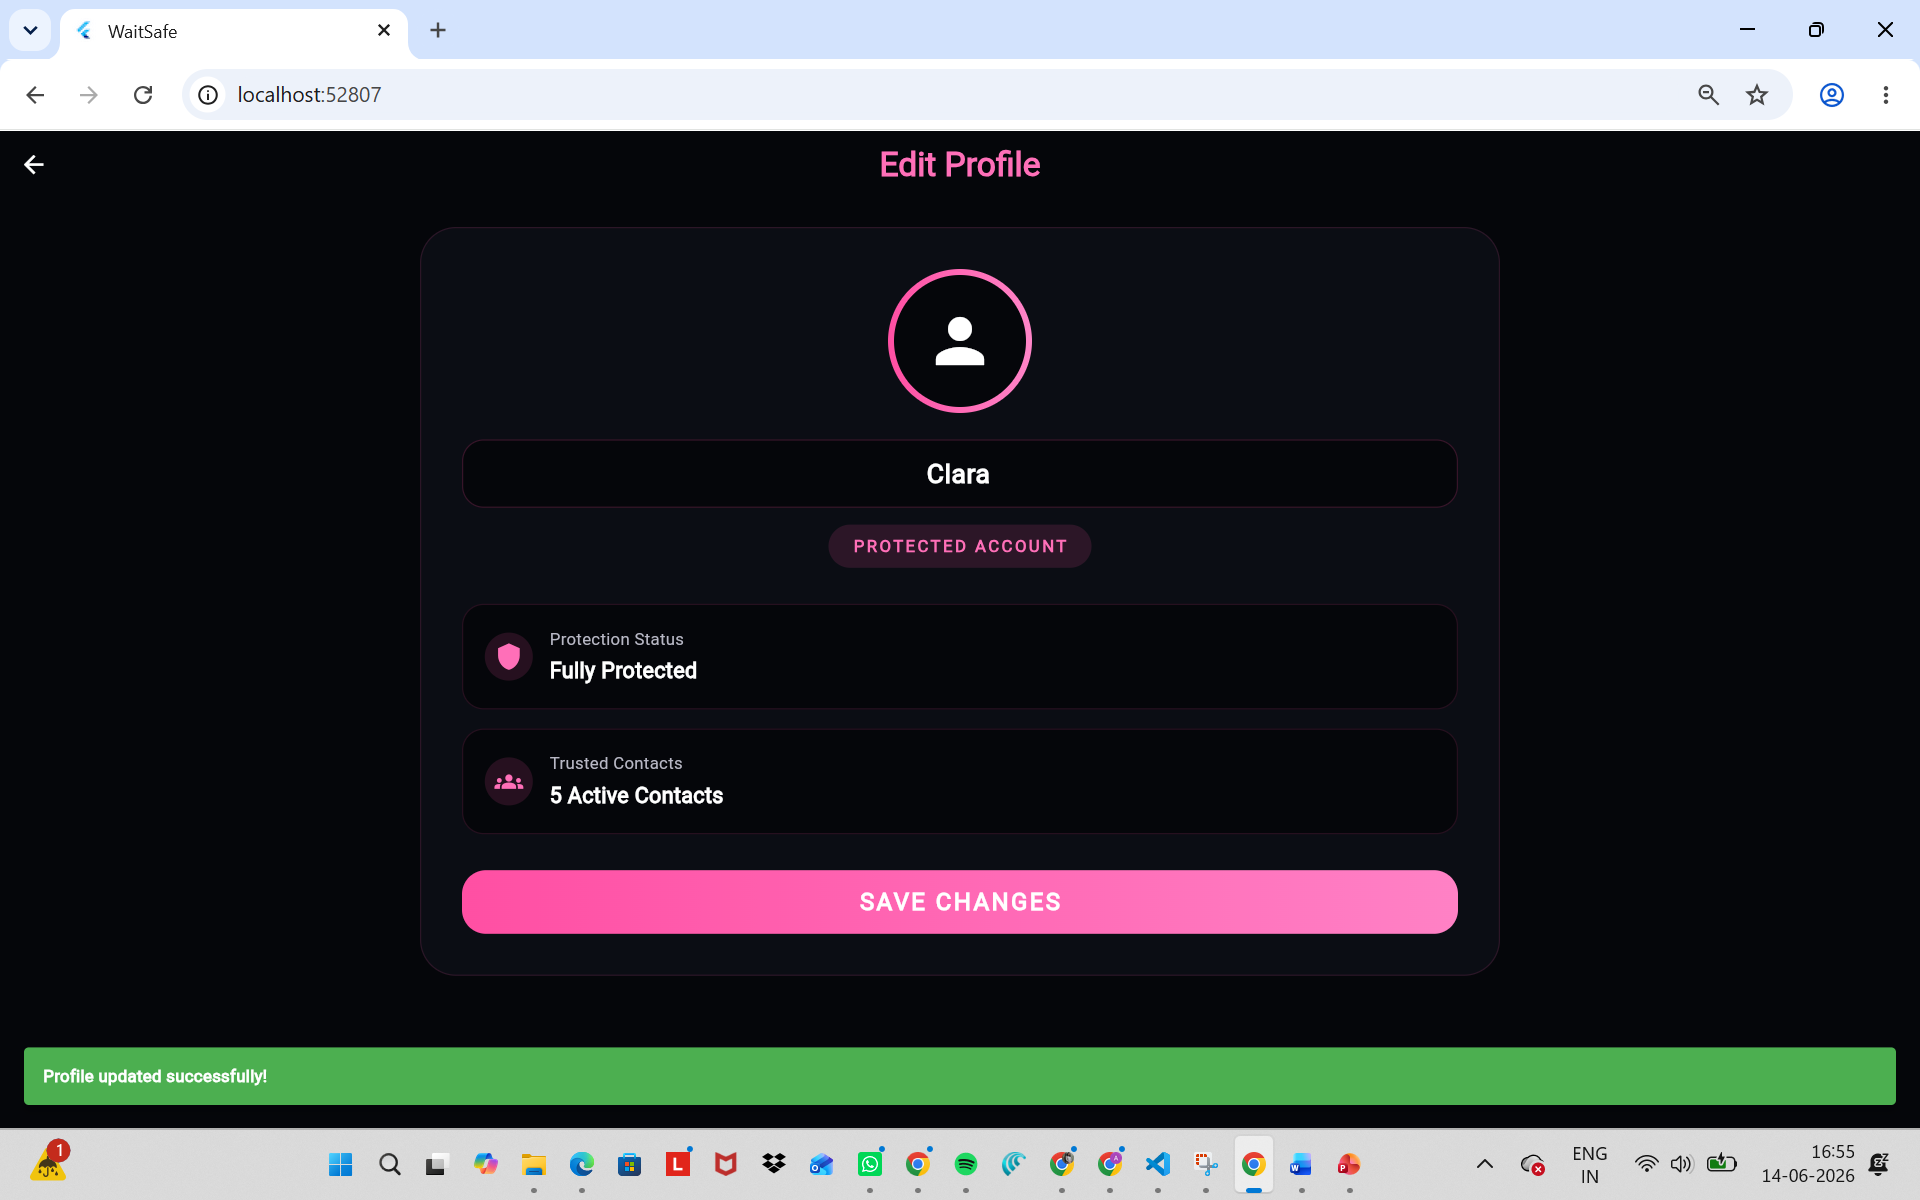 WaitSafe
localhost:52807
Edit Profile
Clara
PROTECTED ACCOUNT
Protection Status
Fully Protected
Trusted Contacts
5 Active Contacts
SAVE CHANGES
Profile updated successfully!
1
L
ENG
IN
16:55
14-06-2026